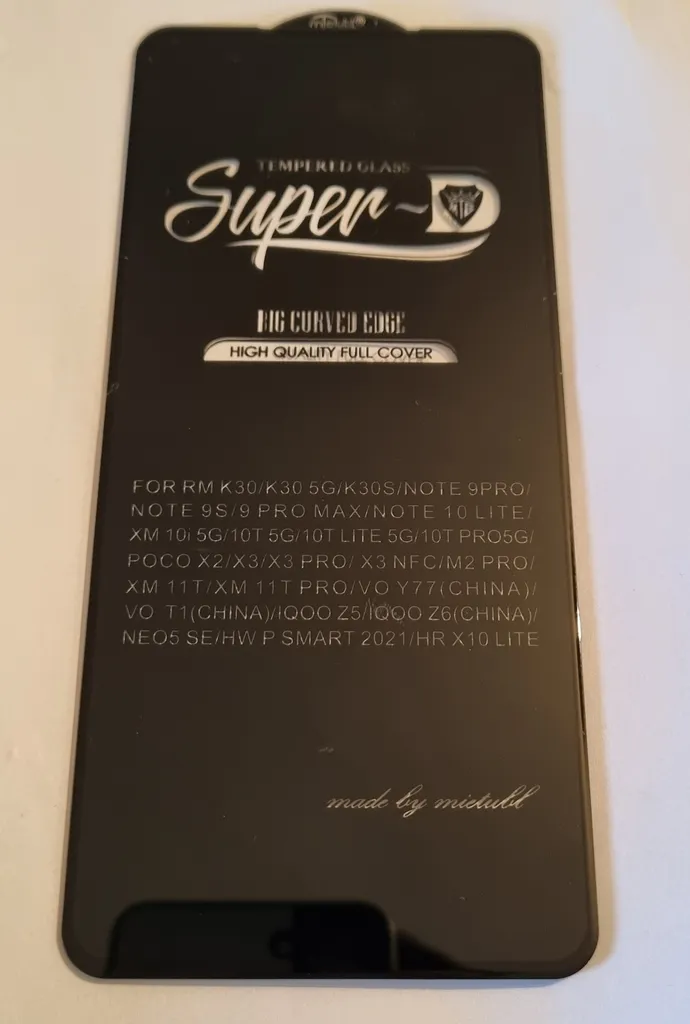 mietubl
TEMPERED GLASS
Super-D
MTB
BIG CURVED EDGE
HIGH QUALITY FULL COVER
FOR RM K30/K30 5G/K30S/NOTE 9PRO/
NOTE 9S/9 PRO MAX/NOTE 10 LITE/
XM 10i 5G/10T 5G/10T LITE 5G/10T PRO5G/
POCO X2/X3/X3 PRO/ X3 NFC/M2 PRO/
XM 11T/XM 11T PRO/VO Y77(CHINA)/
VO T1(CHINA)/IQOO Z5/IQOO Z6(CHINA)/
NEO5 SE/HW P SMART 2021/HR X10 LITE
made by mietubl